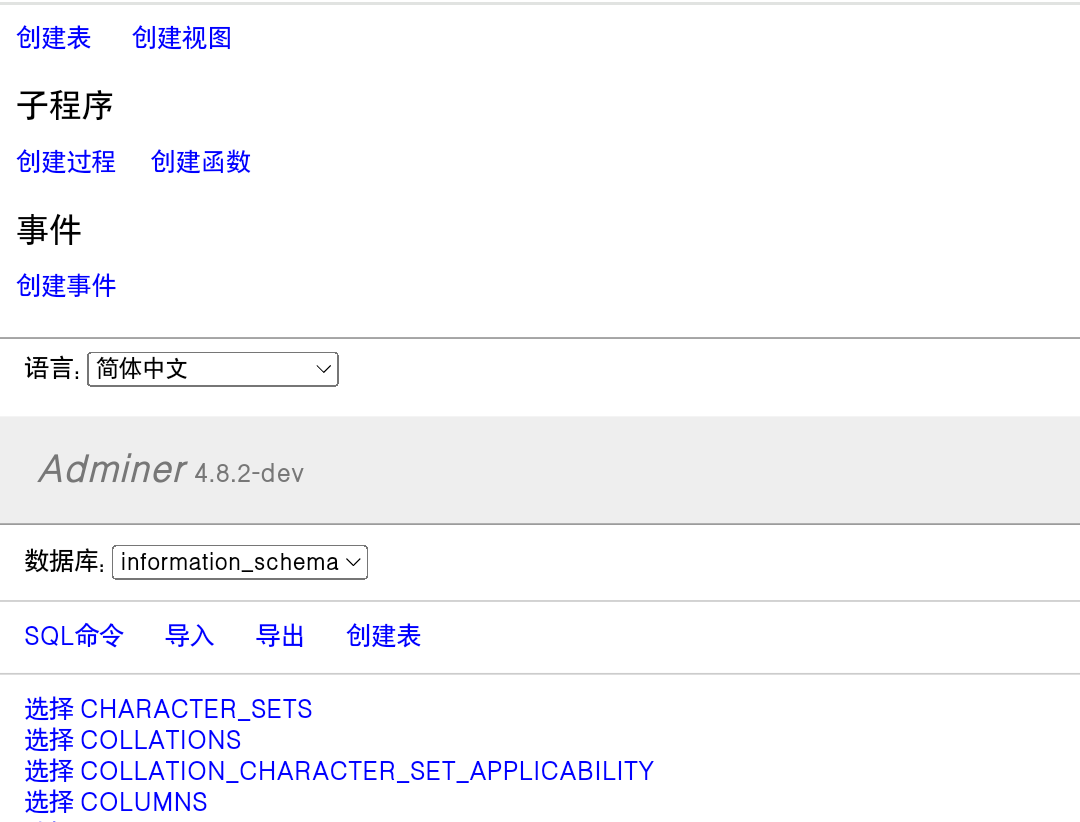 创建表 创建视图
子程序
创建过程 创建函数
事件
创建事件
语言: 简体中文
Adminer 4.8.2-dev
数据库: information_schema
SQL命令 导入 导出 创建表
选择 CHARACTER_SETS
选择 COLLATIONS
选择 COLLATION_CHARACTER_SET_APPLICABILITY
选择 COLUMNS